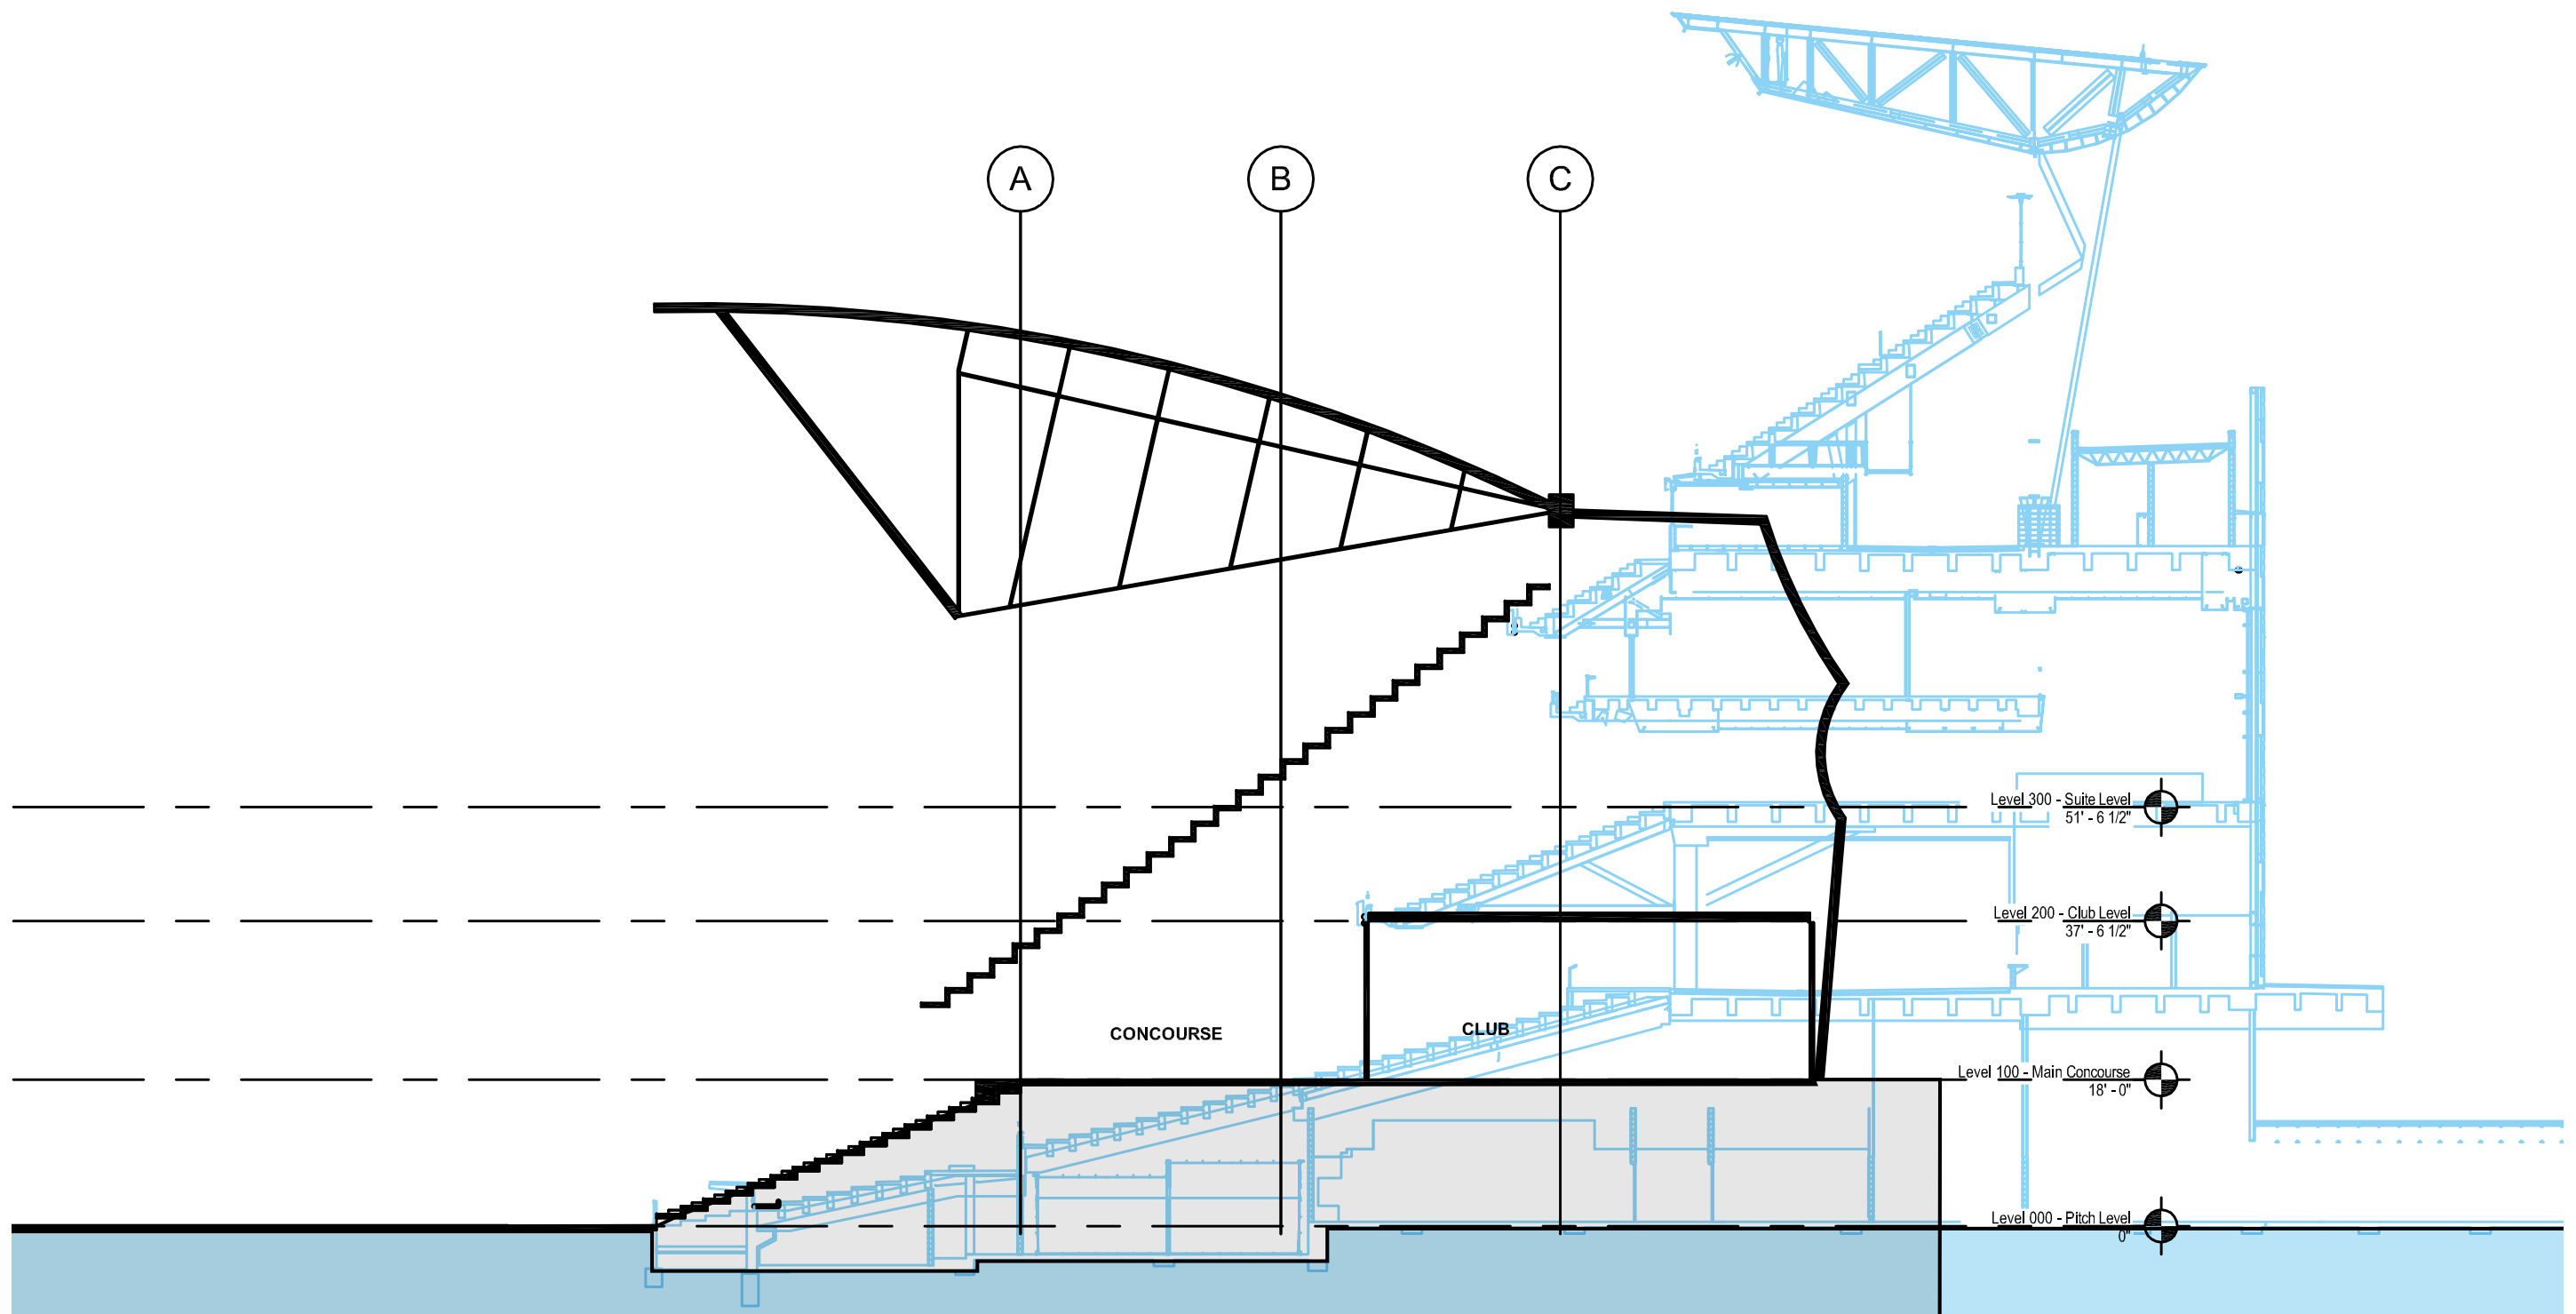 A
B
C
Level 300 - Suite Level
51' - 6 1/2"
Level 200 - Club Level
37' - 6 1/2"
CONCOURSE
CLUB
Level 100 - Main Concourse
18' - 0"
Level 000 - Pitch Level
0"